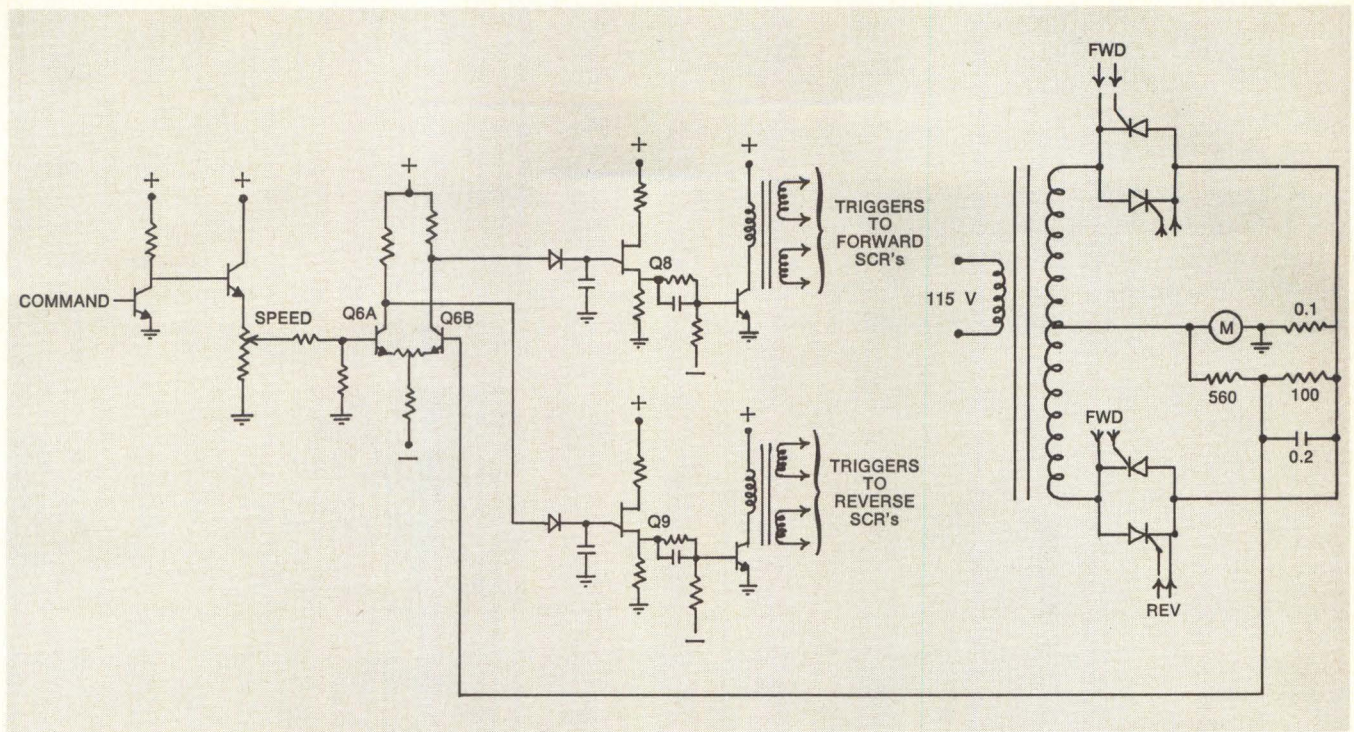 FWD
+
+
+
+
+
COMMAND
SPEED
Q6A
Q6B
Q8
TRIGGERS
TO
FORWARD
SCR's
115 V
M
0.1
560
100
0.2
FWD
+
+
Q9
TRIGGERS
TO
REVERSE
SCR's
REV